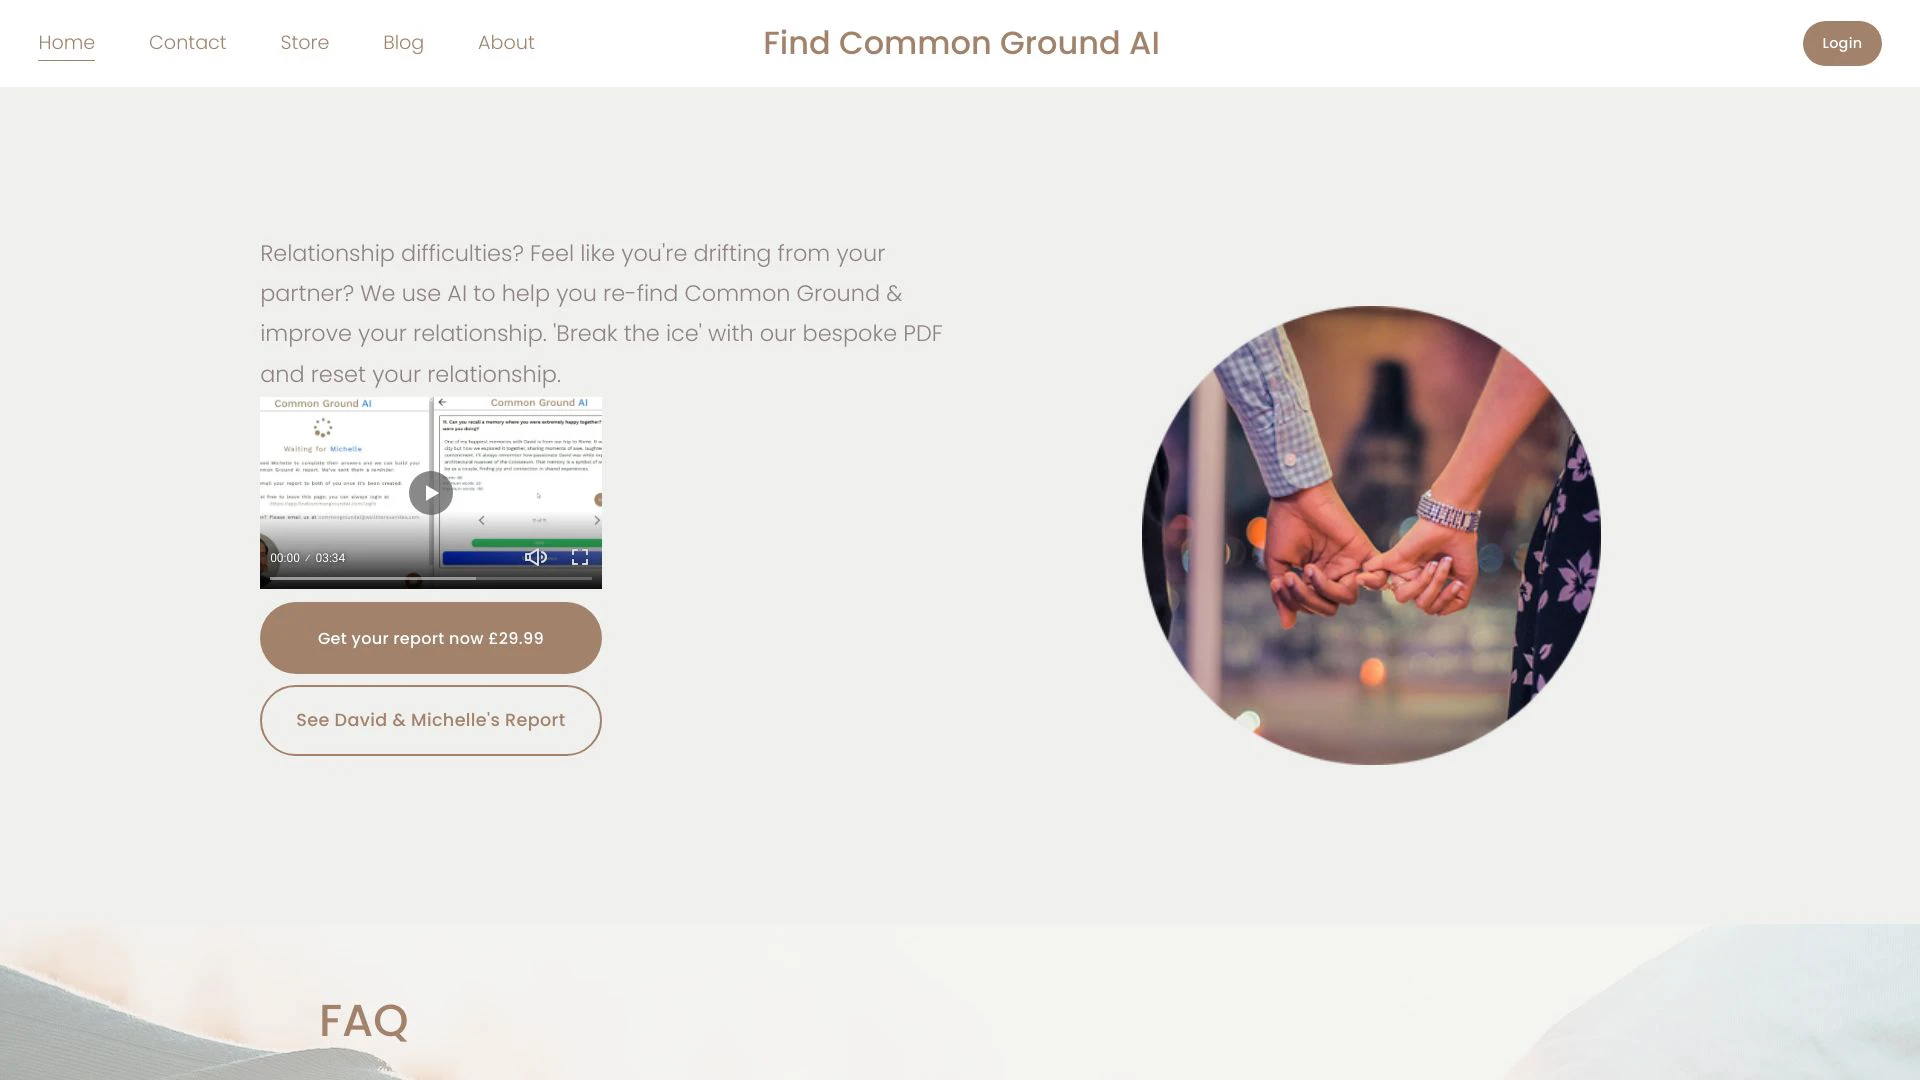 Home Contact Store Blog About Find Common Ground AI Login
Relationship difficulties? Feel like you're drifting from your
partner? We use AI to help you re-find Common Ground &
improve your relationship. 'Break the ice' with our bespoke PDF
and reset your relationship.
Common Ground AI
Common Ground AI
Waiting for Michelle
00:00 / 03:34
Get your report now £29.99
See David & Michelle's Report
FAQ